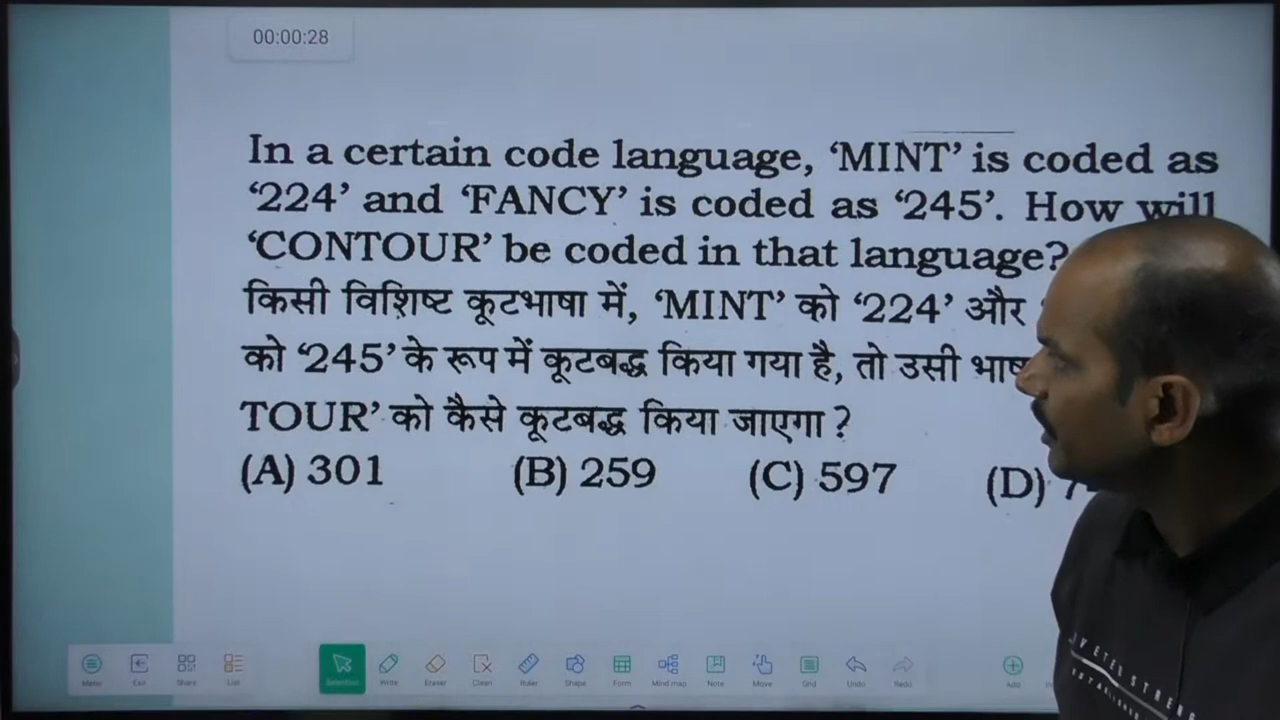 00:00:28
In a certain code language, ‘MINT’ is coded as
‘224’ and ‘FANCY’ is coded as ‘245’. How will
‘CONTOUR’ be coded in that language?
किसी विशिष्ट कूटभाषा में, ‘MINT’ को ‘224’ और
को ‘245’ के रूप में कूटबद्ध किया गया है, तो उसी
TOUR’ को कैसे कूटबद्ध किया जाएगा ?
(A) 301 (B) 259 (C) 597 (D)
Menu Exit Share List Selection Write Eraser Clean Ruler Shape Form Mind map Note Move Grid Undo Redo Add